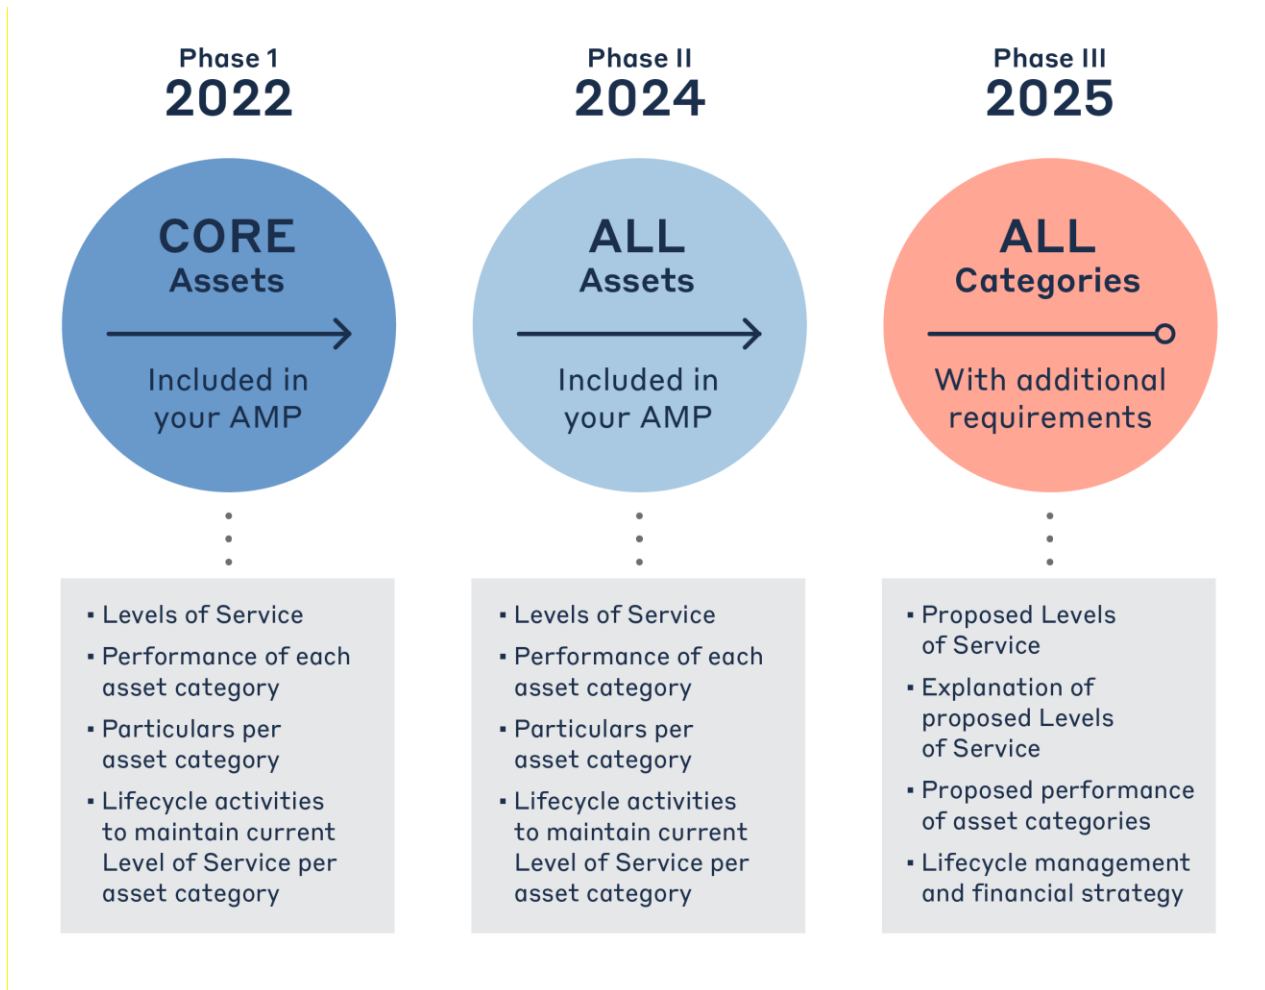 Phase 1
2022
CORE
Assets
Included in
your AMP
▪ Levels of Service
▪ Performance of each
asset category
▪ Particulars per
asset category
▪ Lifecycle activities
to maintain current
Level of Service per
asset category
Phase II
2024
ALL
Assets
Included in
your AMP
▪ Levels of Service
▪ Performance of each
asset category
▪ Particulars per
asset category
▪ Lifecycle activities
to maintain current
Level of Service per
asset category
Phase III
2025
ALL
Categories
With additional
requirements
▪ Proposed Levels
of Service
▪ Explanation of
proposed Levels
of Service
▪ Proposed performance
of asset categories
▪ Lifecycle management
and financial strategy